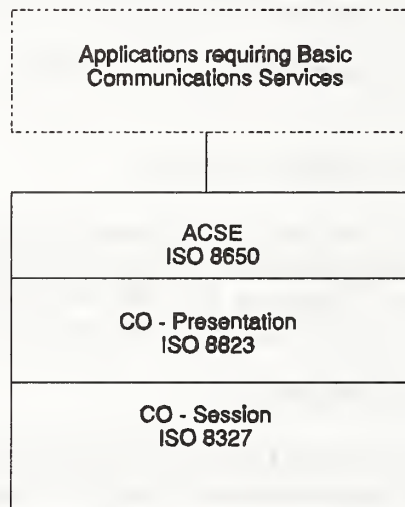 Applications requiring Basic
Communications Services
ACSE
ISO 8650
CO - Presentation
ISO 8823
CO - Session
ISO 8327